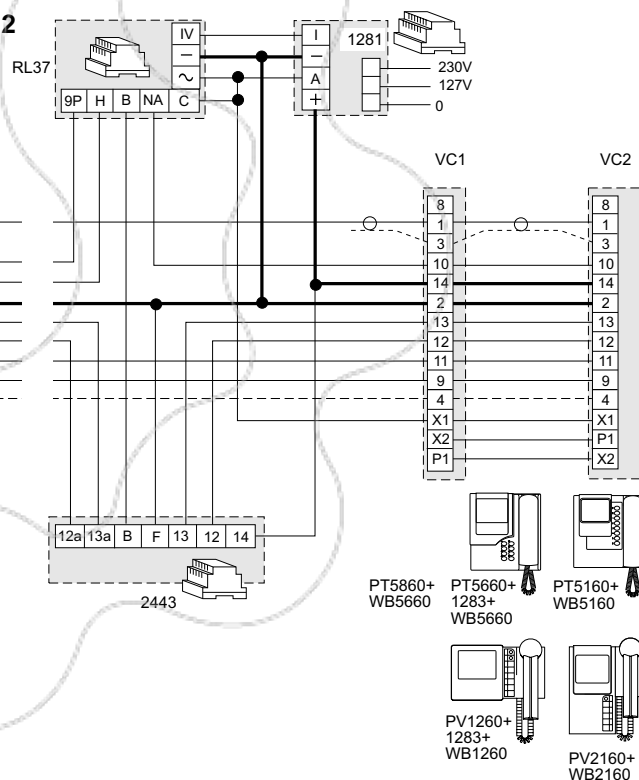 2
RL37
IV
–
~
9P H B NA C
I
–
A
+
1281
230V
127V
0
VC1
8
1
3
10
14
2
13
12
11
9
4
X1
X2
P1
VC2
8
1
3
10
14
2
13
12
11
9
4
X1
P1
X2
12a 13a B F 13 12 14
2443
PT5860+
WB5660
PT5660+
1283+
WB5660
PT5160+
WB5160
PV1260+
1283+
WB1260
PV2160+
WB2160